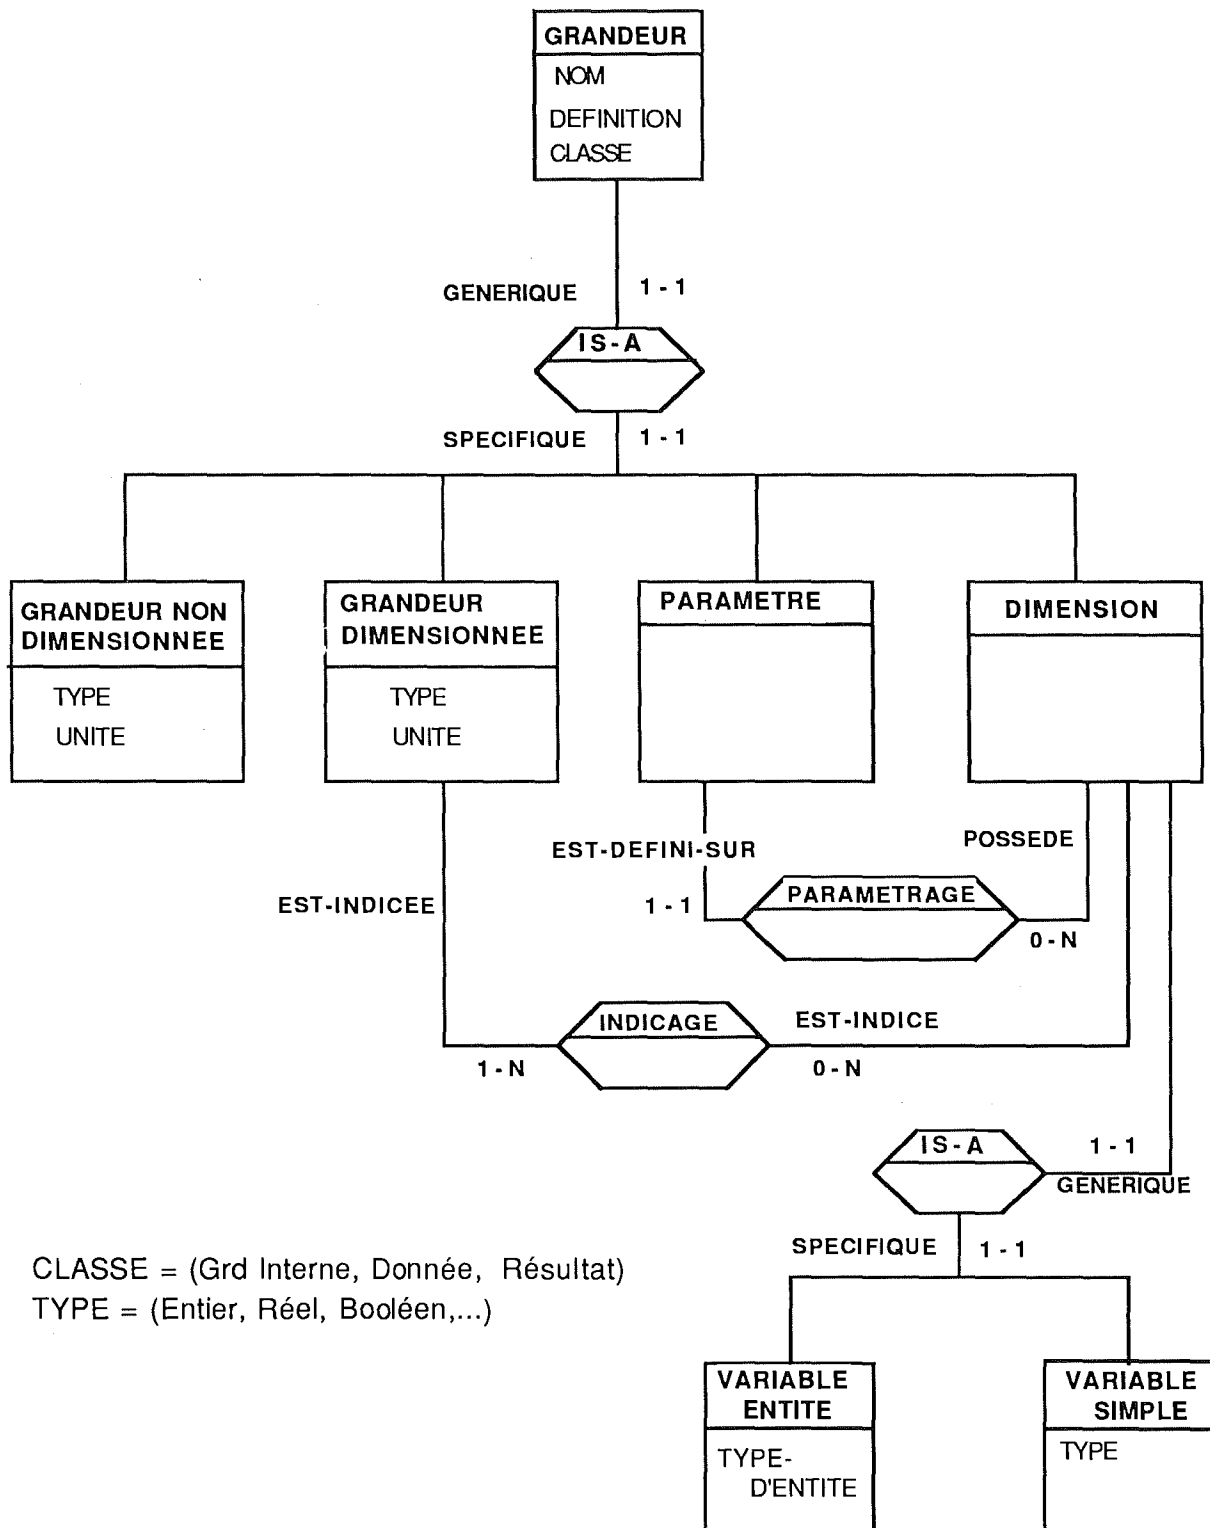 GRANDEUR
NOM
DEFINITION
CLASSE
GENERIQUE
1 - 1
IS-A
SPECIFIQUE
1 - 1
GRANDEUR NON
DIMENSIONNEE
TYPE
UNITE
GRANDEUR
DIMENSIONNEE
TYPE
UNITE
PARAMETRE
DIMENSION
EST-DEFINI-SUR
POSSEDE
EST-INDICEE
1 - 1
PARAMETRAGE
0 - N
INDICAGE
EST-INDICE
1 - N
0 - N
IS-A
1 - 1
GENERIQUE
SPECIFIQUE
1 - 1
CLASSE = (Grd Interne, Donnée, Résultat)
TYPE = (Entier, Réel, Booléen,...)
VARIABLE
ENTITE
TYPE-
D'ENTITE
VARIABLE
SIMPLE
TYPE